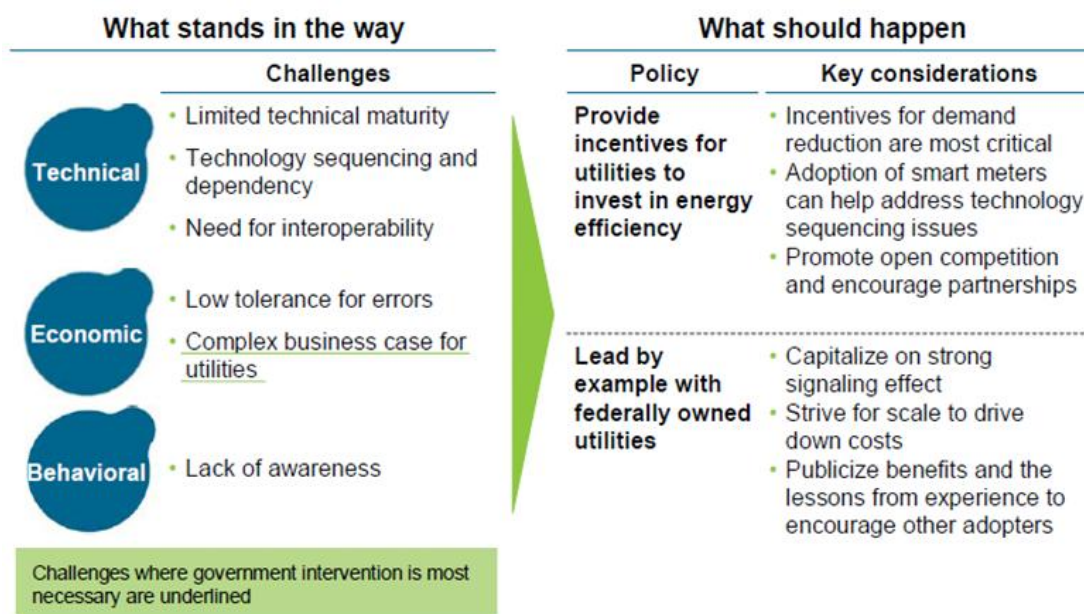 What stands in the way
Challenges
Technical
• Limited technical maturity
• Technology sequencing and
dependency
• Need for interoperability
Economic
• Low tolerance for errors
• Complex business case for
utilities
Behavioral
• Lack of awareness
Challenges where government intervention is most
necessary are underlined
What should happen
Policy
Key considerations
Provide
incentives for
utilities to
invest in energy
efficiency
• Incentives for demand
reduction are most critical
• Adoption of smart meters
can help address technology
sequencing issues
• Promote open competition
and encourage partnerships
Lead by
example with
federally owned
utilities
• Capitalize on strong
signaling effect
• Strive for scale to drive
down costs
• Publicize benefits and the
lessons from experience to
encourage other adopters